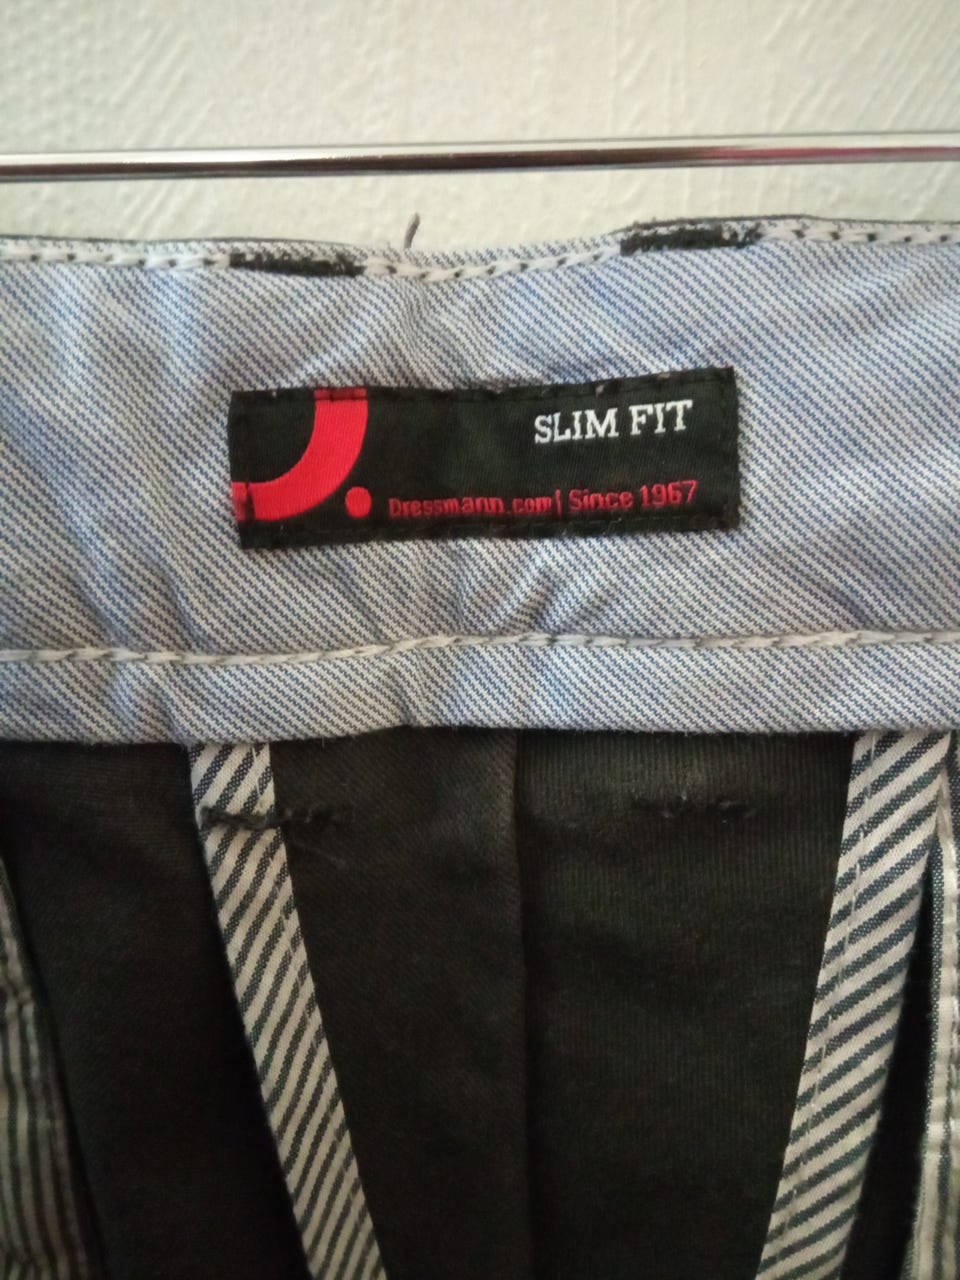 SLIM FIT
Dressmann.com| Since 1967